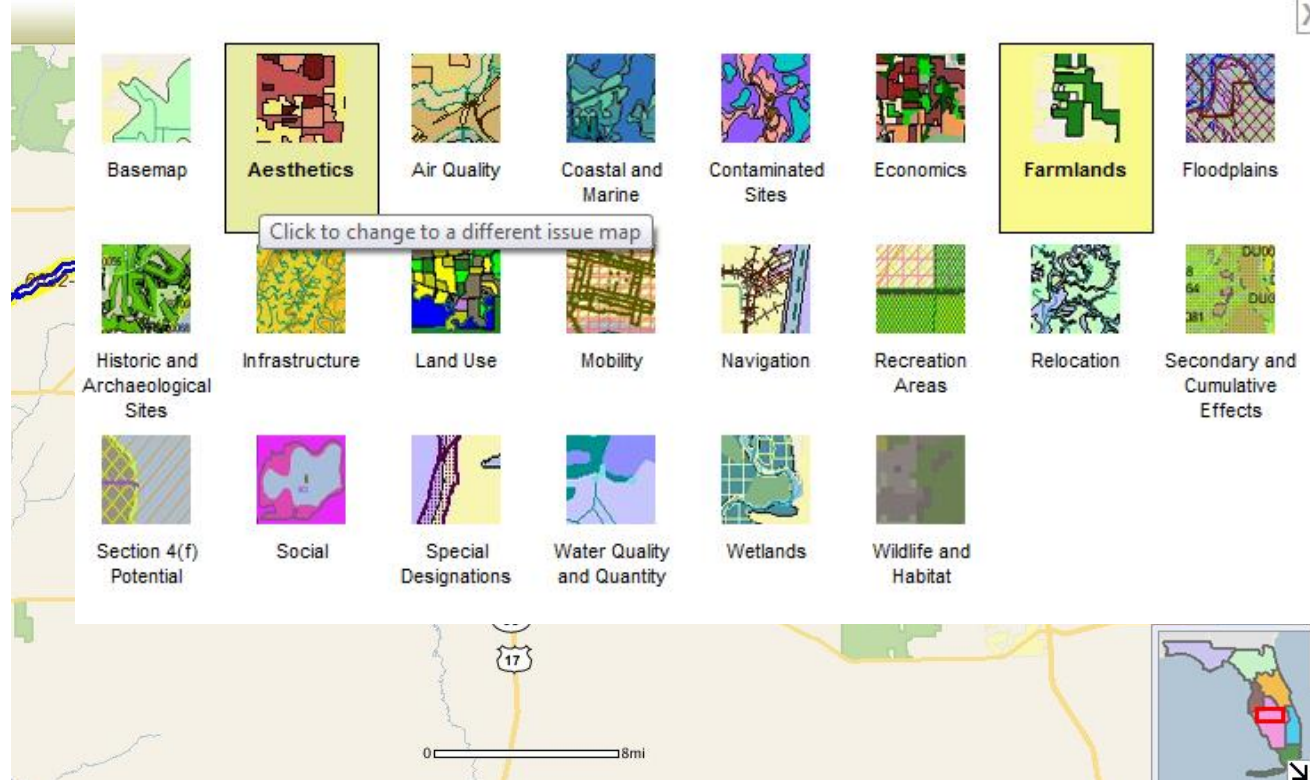 X
Basemap
Aesthetics
Air Quality
Coastal and
Marine
Contaminated
Sites
Economics
Farmlands
Floodplains
Click to change to a different issue map
Historic and
Archaeological
Sites
Infrastructure
Land Use
Mobility
Navigation
Recreation
Areas
Relocation
Secondary and
Cumulative
Effects
Section 4(f)
Potential
Social
Special
Designations
Water Quality
and Quantity
Wetlands
Wildlife and
Habitat
17
0
8mi